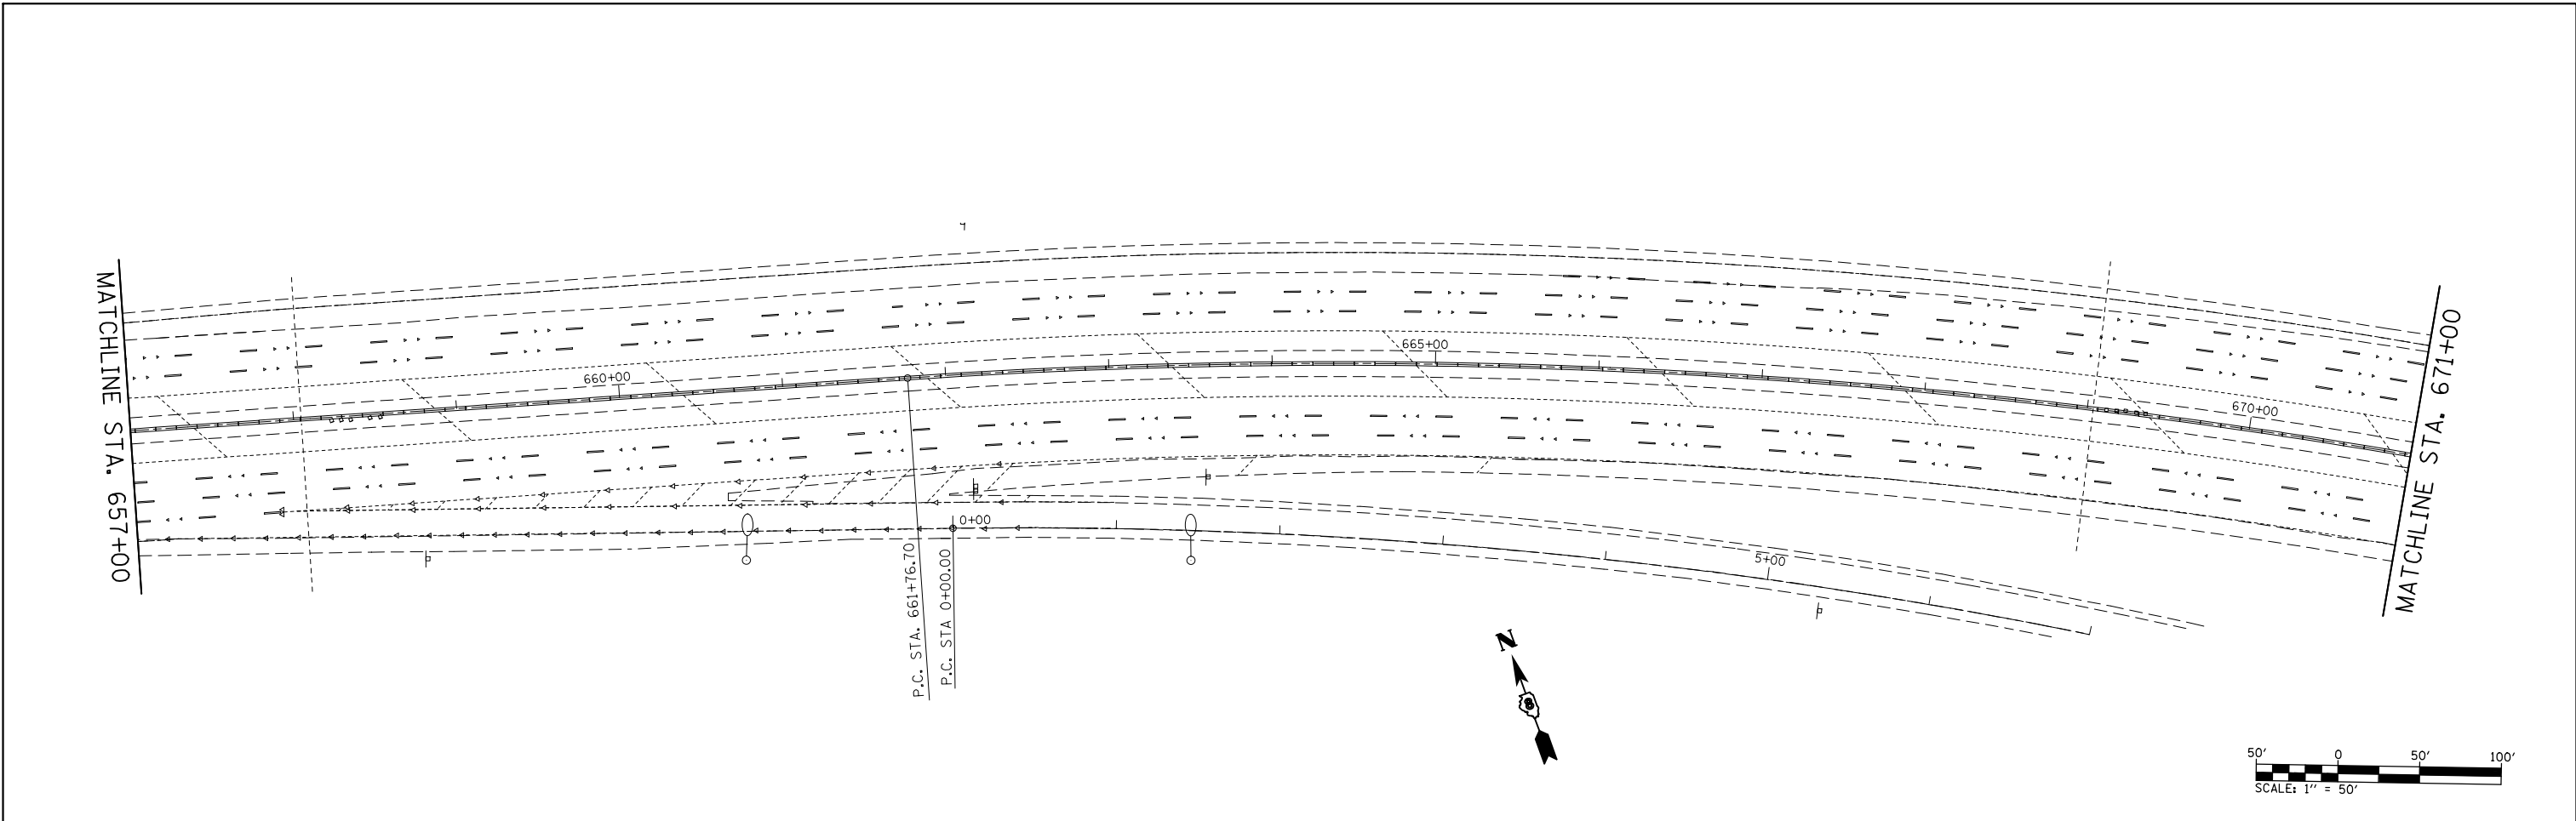 MATCHLINE STA. 657+00
660+00
665+00
670+00
MATCHLINE STA. 671+00
0+00
5+00
P.C. STA. 661+76.70
P.C. STA 0+00.00
N
8
50' 0 50' 100'
SCALE: 1'' = 50'